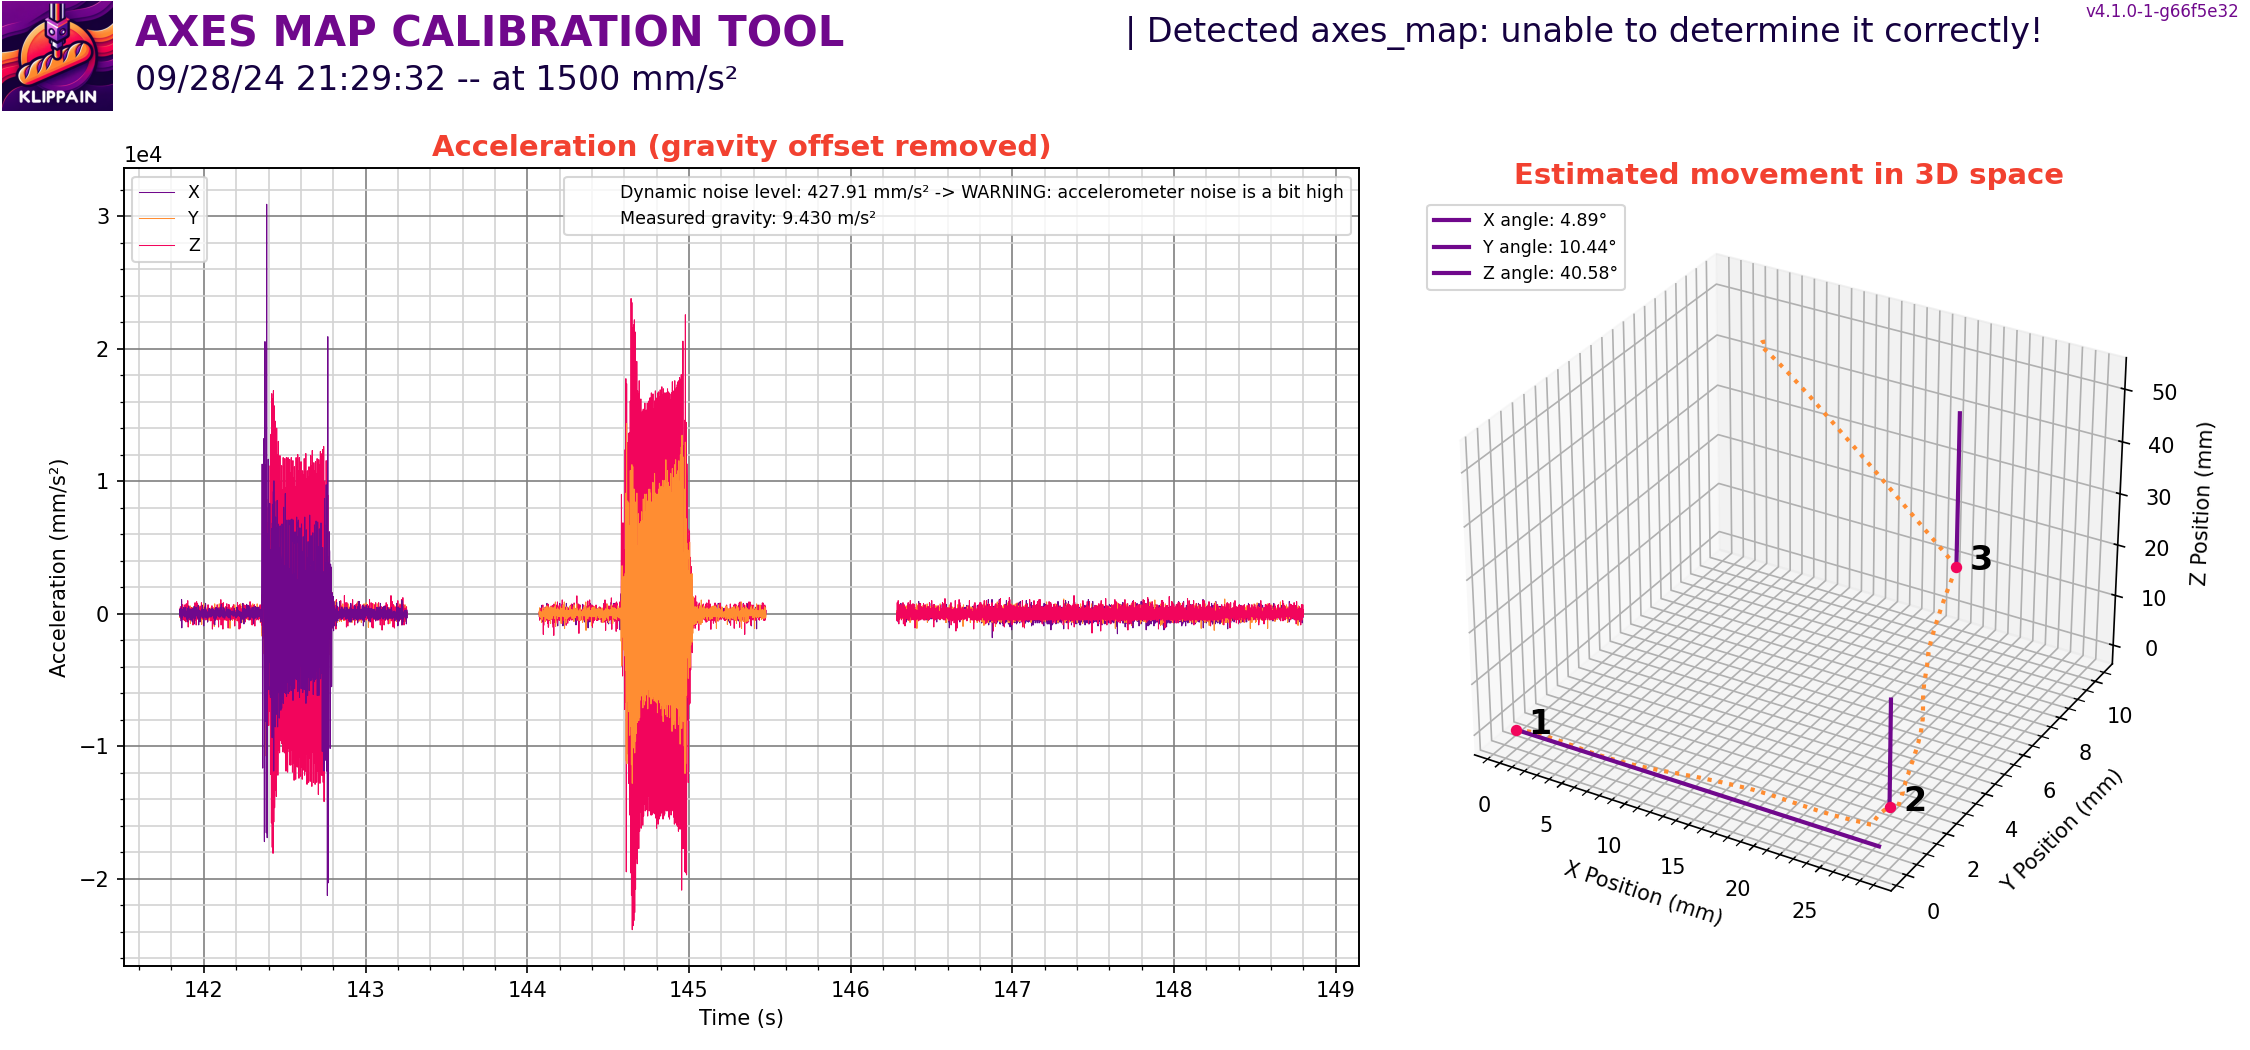 AXES MAP CALIBRATION TOOL
| Detected axes_map: unable to determine it correctly!
v4.1.0-1-g66f5e32
09/28/24 21:29:32 -- at 1500 mm/s²
KLIPPAIN
Acceleration (gravity offset removed)
1e4
X
Y
Z
Dynamic noise level: 427.91 mm/s² -> WARNING: accelerometer noise is a bit high
Measured gravity: 9.430 m/s²
3
2
1
0
−1
−2
Acceleration (mm/s²)
142 143 144 145 146 147 148 149
Time (s)
Estimated movement in 3D space
X angle: 4.89°
Y angle: 10.44°
Z angle: 40.58°
1
2
3
0 5 10 15 20 25
X Position (mm)
0 2 4 6 8 10
Y Position (mm)
50
40
30
20
10
0
Z Position (mm)